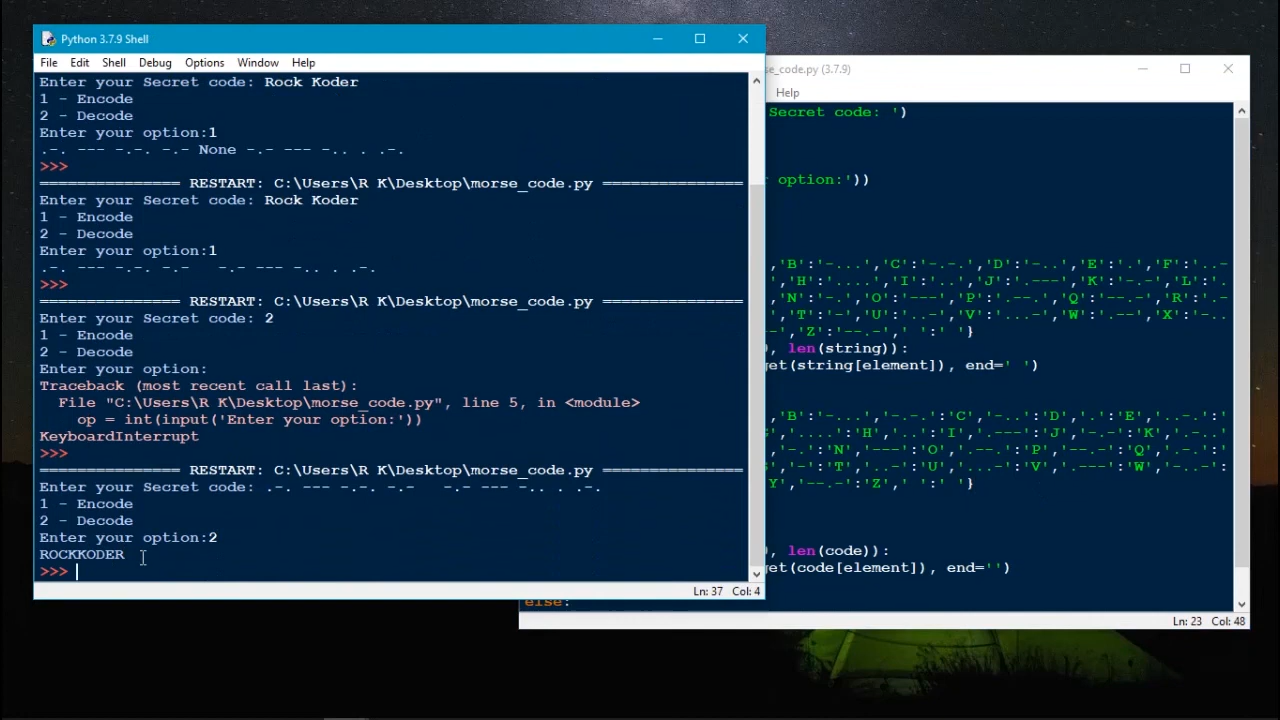 Python 3.7.9 Shell
File Edit Shell Debug Options Window Help
Enter your Secret code: Rock Koder
1 - Encode
2 - Decode
Enter your option:1
.-. --- -.-. -.- None -.- --- -.. . .-.
>>>
=============== RESTART: C:\Users\R K\Desktop\morse_code.py ===============
Enter your Secret code: Rock Koder
1 - Encode
2 - Decode
Enter your option:1
.-. --- -.-. -.-   -.- --- -.. . .-.
>>>
=============== RESTART: C:\Users\R K\Desktop\morse_code.py ===============
Enter your Secret code: 2
1 - Encode
2 - Decode
Enter your option:
Traceback (most recent call last):
  File "C:\Users\R K\Desktop\morse_code.py", line 5, in <module>
    op = int(input('Enter your option:'))
KeyboardInterrupt
>>>
=============== RESTART: C:\Users\R K\Desktop\morse_code.py ===============
Enter your Secret code: .-. --- -.-. -.-   -.- --- -.. . .-.
1 - Encode
2 - Decode
Enter your option:2
ROCKKODER
>>>
Ln: 37 Col: 4
se_code.py (3.7.9)
Help
Secret code: ')
option:'))
,'B':'-...','C':'-.-.','D':'-..','E':'.','F':'..-
,'H':'....','I':'..','J':'.---','K':'-.-','L':'.
'N':'-.','O':'---','P':'.--.','Q':'--.-','R':'.
,'T':'-','U':'..-','V':'...-','W':'.--','X':'-..
-','Z':'--.-',' ':' '}
), len(string)):
get(string[element]), end=' ')
'B','-.-.':'C','-..':'D','.':'E','..-.':'
','....':'H','..':'I','.---':'J','-.-':'K','.-..'
'-.':'N','---':'O','.--.':'P','--.-':'Q','.-.':
','-':'T','..-':'U','...-':'V','.---':'W','-..-':
Y','--.-':'Z',' ':' '}
), len(code)):
get(code[element]), end='')
else:
Ln: 23 Col: 48